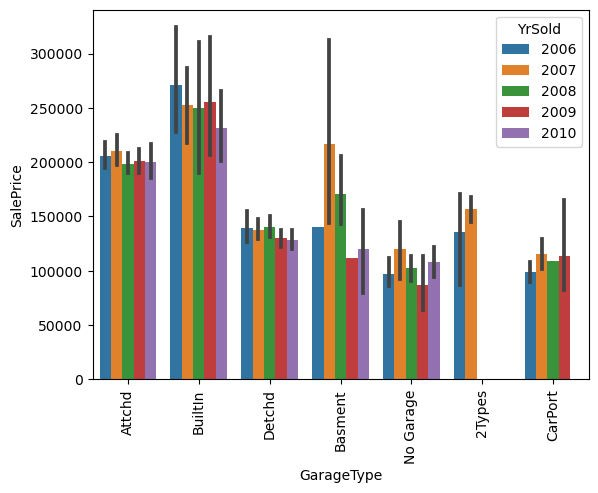 YrSold
2006
2007
2008
2009
2010
SalePrice
300000
250000
200000
150000
100000
50000
0
Attchd
BuiltIn
Detchd
Basment
No Garage
2Types
CarPort
GarageType